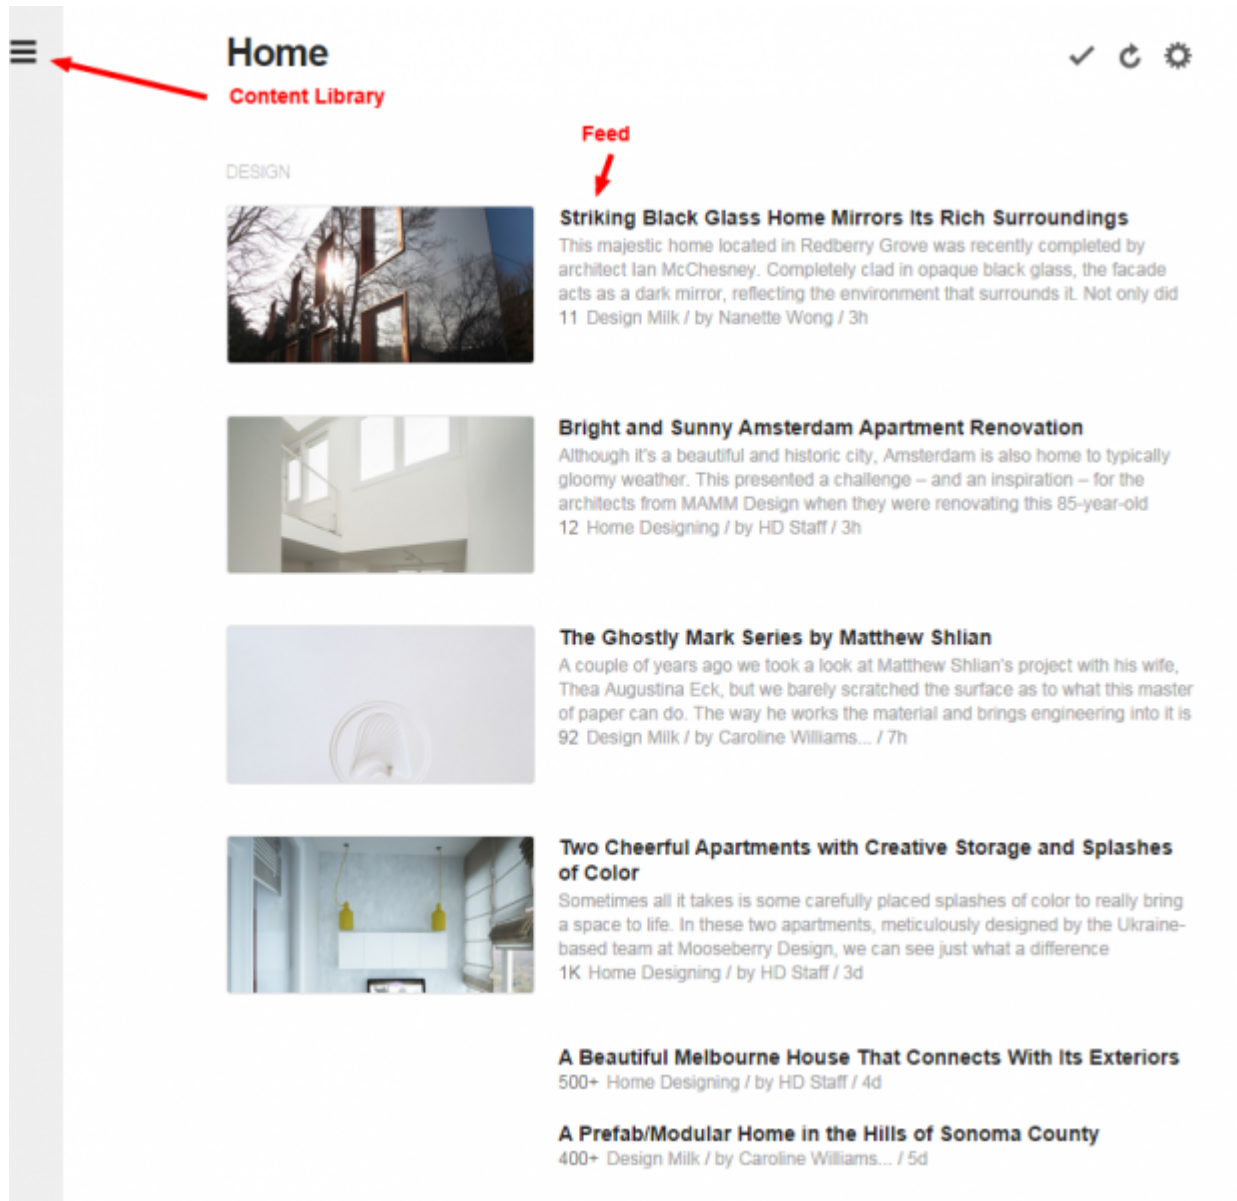 Home
Content Library
Feed
DESIGN
Striking Black Glass Home Mirrors Its Rich Surroundings
This majestic home located in Redberry Grove was recently completed by
architect Ian McChesney. Completely clad in opaque black glass, the facade
acts as a dark mirror, reflecting the environment that surrounds it. Not only did
11 Design Milk / by Nanette Wong / 3h
Bright and Sunny Amsterdam Apartment Renovation
Although it's a beautiful and historic city, Amsterdam is also home to typically
gloomy weather. This presented a challenge – and an inspiration – for the
architects from MAMM Design when they were renovating this 85-year-old
12 Home Designing / by HD Staff / 3h
The Ghostly Mark Series by Matthew Shlian
A couple of years ago we took a look at Matthew Shlian's project with his wife,
Thea Augustina Eck, but we barely scratched the surface as to what this master
of paper can do. The way he works the material and brings engineering into it is
92 Design Milk / by Caroline Williams... / 7h
Two Cheerful Apartments with Creative Storage and Splashes
of Color
Sometimes all it takes is some carefully placed splashes of color to really bring
a space to life. In these two apartments, meticulously designed by the Ukraine-
based team at Mooseberry Design, we can see just what a difference
1K Home Designing / by HD Staff / 3d
A Beautiful Melbourne House That Connects With Its Exteriors
500+ Home Designing / by HD Staff / 4d
A Prefab/Modular Home in the Hills of Sonoma County
400+ Design Milk / by Caroline Williams... / 5d